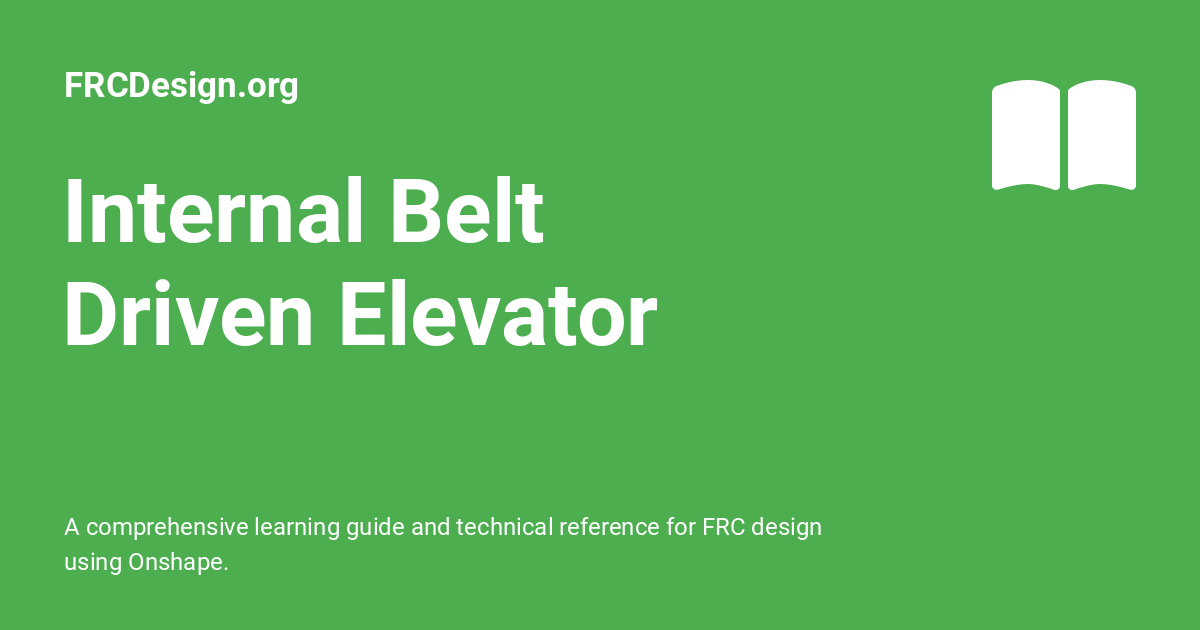 FRCDesign.org
Internal Belt
Driven Elevator
A comprehensive learning guide and technical reference for FRC design
using Onshape.